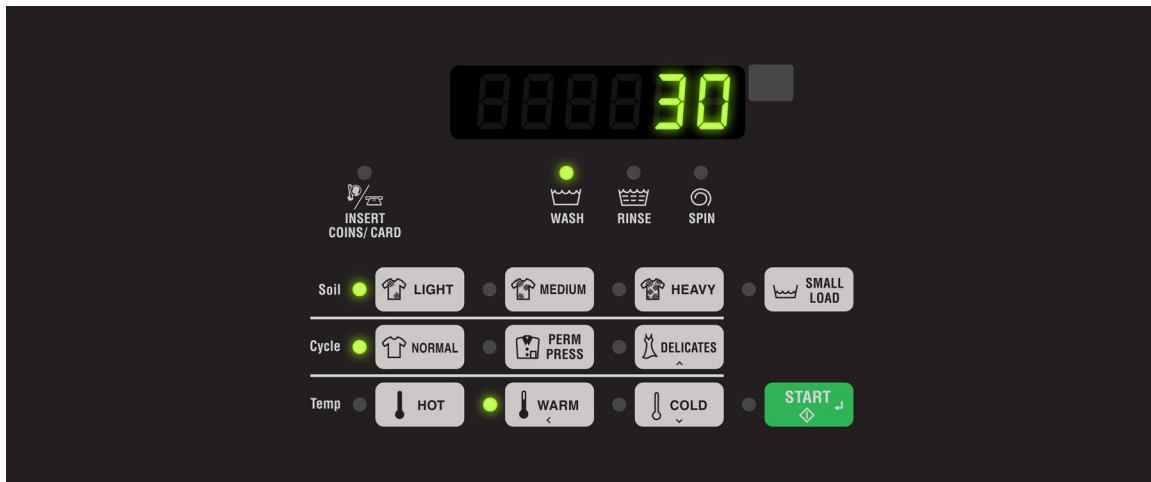 30
INSERT
COINS/ CARD
WASH
RINSE
SPIN
Soil
LIGHT
MEDIUM
HEAVY
SMALL
LOAD
Cycle
NORMAL
PERM
PRESS
DELICATES
Temp
HOT
WARM
COLD
START